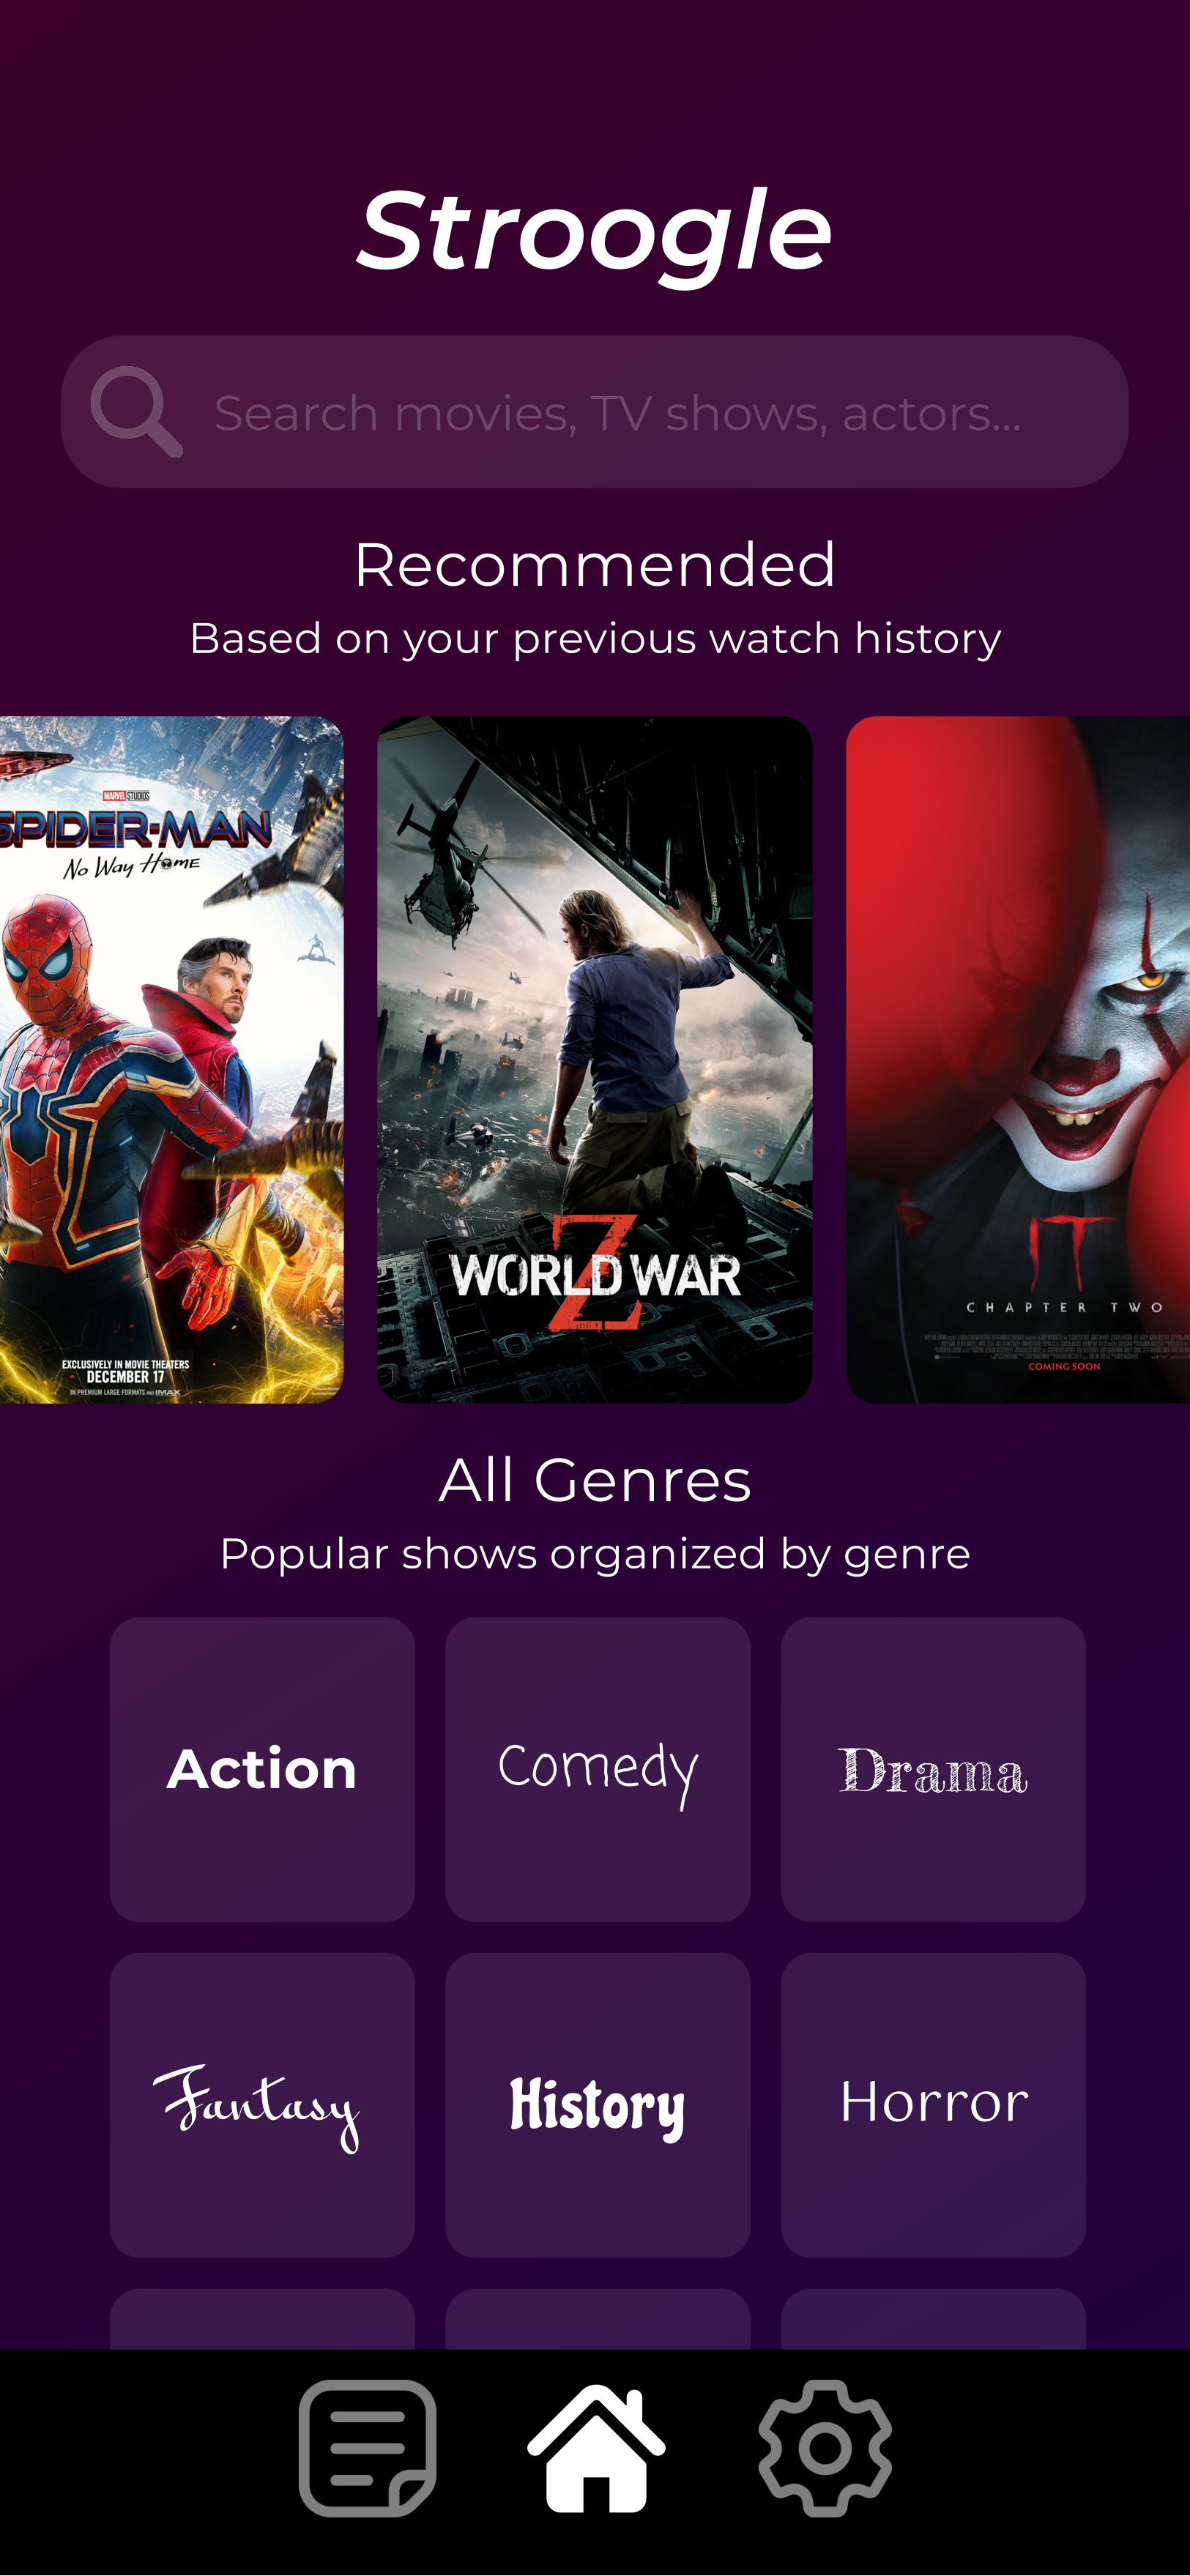 Stroogle
Search movies, TV shows, actors...
Recommended
Based on your previous watch history
MARVEL STUDIOS
SPIDER-MAN
No Way Home
EXCLUSIVELY IN MOVIE THEATERS
DECEMBER 17
IN PREMIUM LARGE FORMATS AND IMAX
WORLD WAR
Z
IT
CHAPTER TWO
COMING SOON
All Genres
Popular shows organized by genre
Action
Comedy
Drama
Fantasy
History
Horror